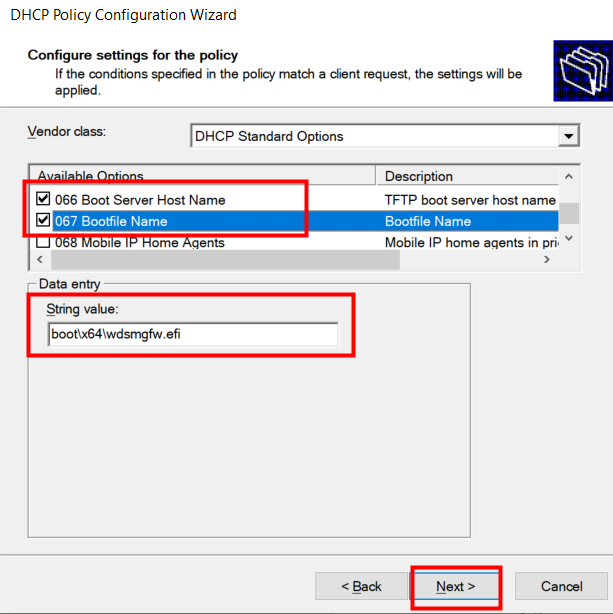 DHCP Policy Configuration Wizard
Configure settings for the policy
If the conditions specified in the policy match a client request, the settings will be
applied.
Vendor class:
DHCP Standard Options
Available Options Description
066 Boot Server Host Name TFTP boot server host name
067 Bootfile Name Bootfile Name
068 Mobile IP Home Agents Mobile IP home agents in pri
Data entry
String value:
boot\x64\wdsmgfw.efi
< Back Next > Cancel